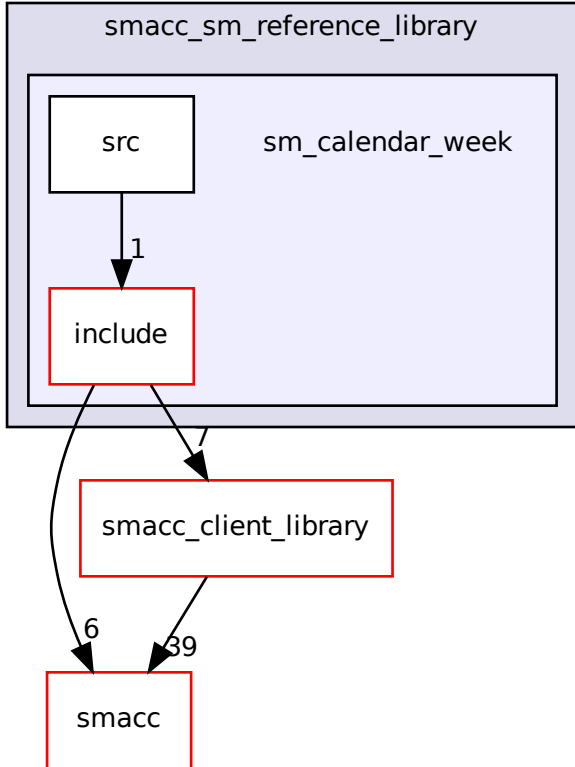 smacc_sm_reference_library
src
sm_calendar_week
1
include
7
smacc_client_library
6
39
smacc